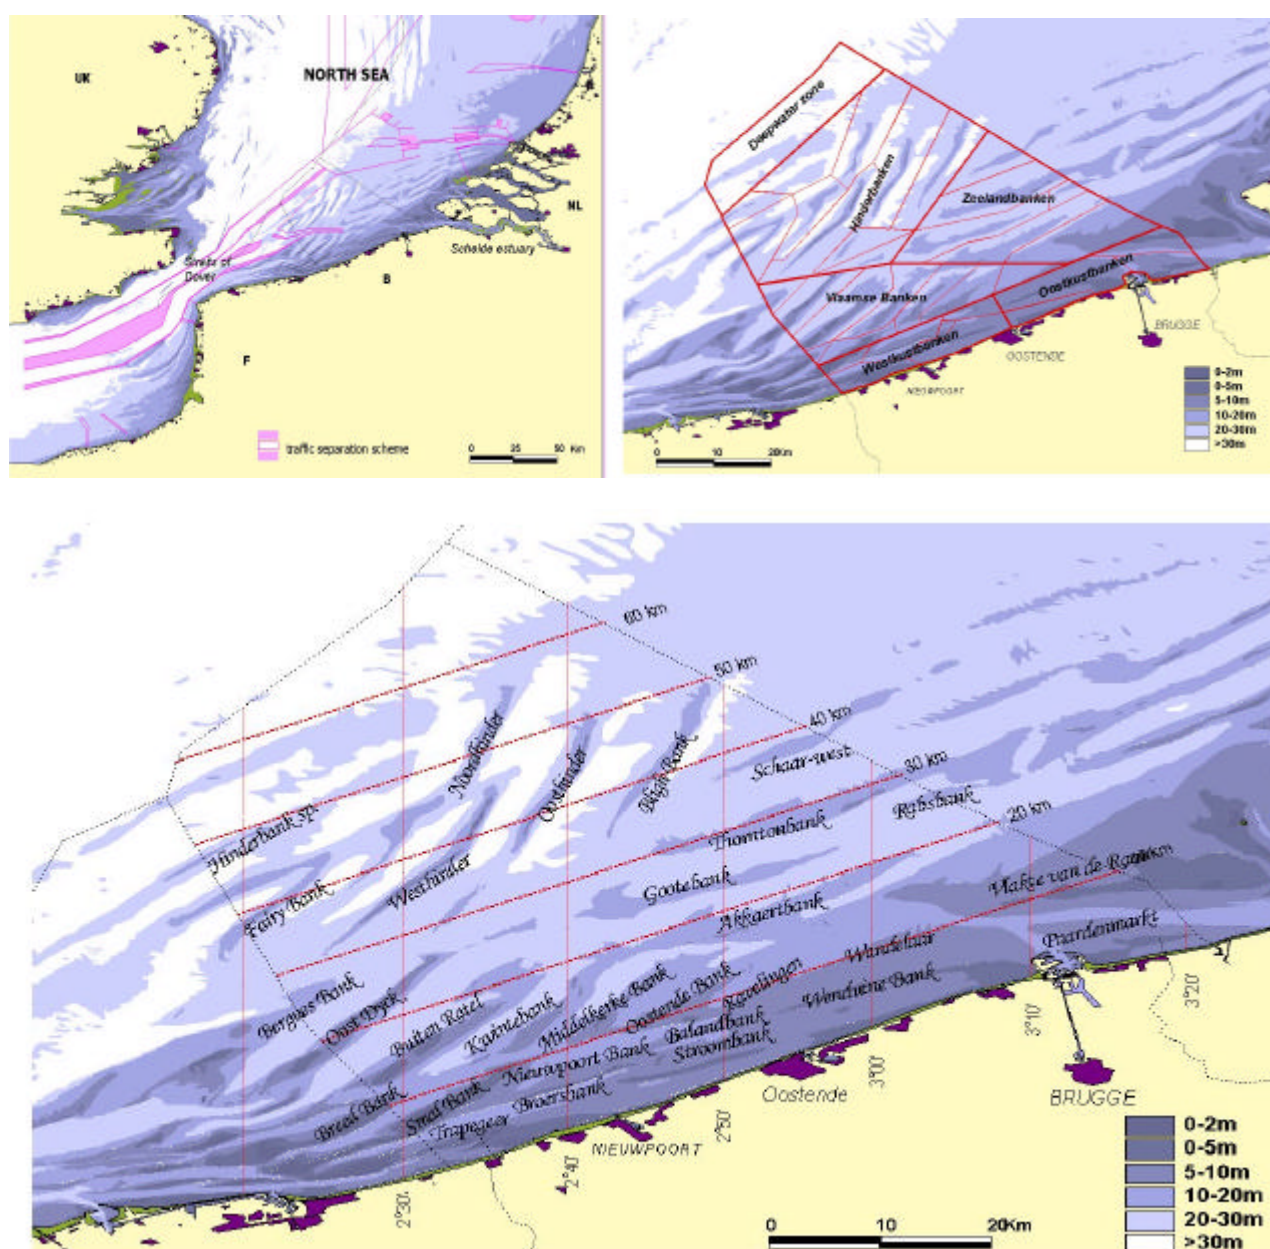 UK
NORTH SEA
NL
Schelde estuary
Straits of
Dover
B
F
traffic separation scheme
0 25 50 Km
Deepwater zone
Hinderbanken
Zeelandbanken
Vlaamse Banken
Oostkustbanken
Westkustbanken
BRUGGE
OOSTENDE
NIEUWPOORT
0-2m
0-5m
5-10m
10-20m
20-30m
>30m
0 10 20Km
60 km
50 km
40 km
30 km
20 km
Noordhinder
Oosthinder
Bligh Bank
Schaar-west
Hinderbank sp.
Westhinder
Thorntonbank
Rabsbank
Fairy Bank
Gootebank
Akkaertbank
Vlakte van de Raan
Bergues Bank
Oost Dyck
Buiten Ratel
Kwintebank
Middelkerke Bank
Oostende Bank
Ravelingen
Wandelaar
Wenduine Bank
Paardenmarkt
Breed Bank
Smal Bank
Trapegeer
Broersbank
Nieuwpoort Bank
Balandbank
Stroombank
NIEUWPOORT
Oostende
BRUGGE
2°30'
2°40'
2°50'
3°00'
3°10'
3°20'
0-2m
0-5m
5-10m
10-20m
20-30m
>30m
0 10 20Km